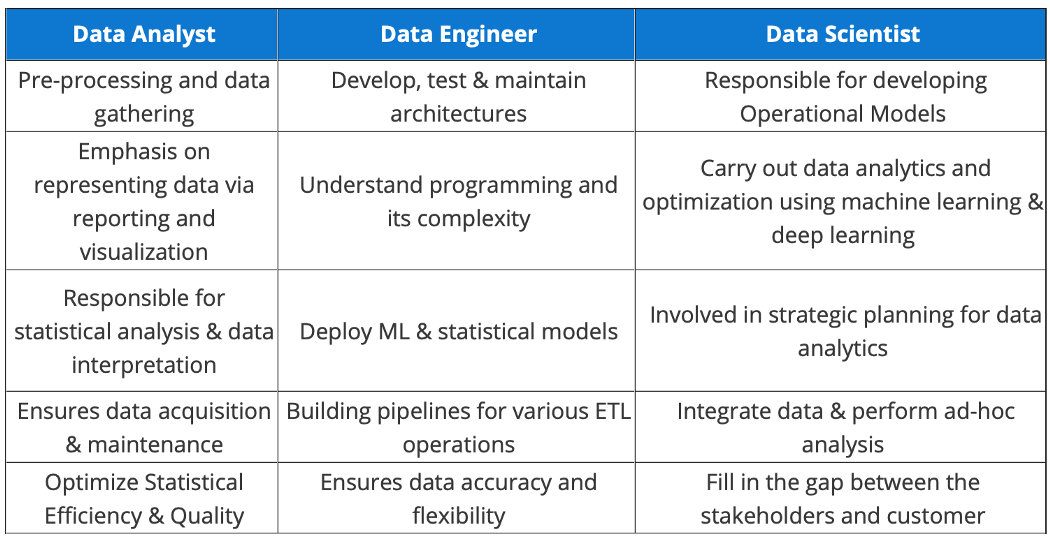 Data Analyst
Data Engineer
Data Scientist
Pre-processing and data
gathering
Develop, test & maintain
architectures
Responsible for developing
Operational Models
Emphasis on
representing data via
reporting and
visualization
Understand programming and
its complexity
Carry out data analytics and
optimization using machine learning &
deep learning
Responsible for
statistical analysis & data
interpretation
Deploy ML & statistical models
Involved in strategic planning for data
analytics
Ensures data acquisition
& maintenance
Building pipelines for various ETL
operations
Integrate data & perform ad-hoc
analysis
Optimize Statistical
Efficiency & Quality
Ensures data accuracy and
flexibility
Fill in the gap between the
stakeholders and customer